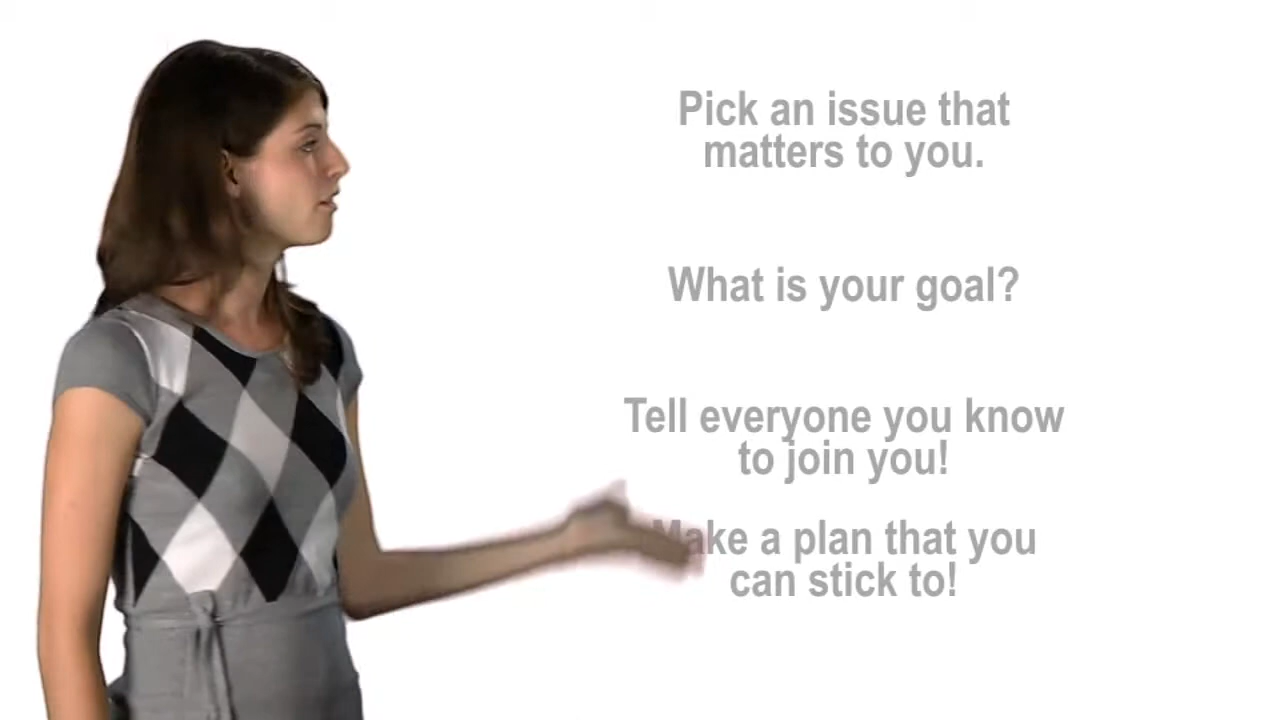 Pick an issue that
matters to you.
What is your goal?
Tell everyone you know
to join you!
Make a plan that you
can stick to!